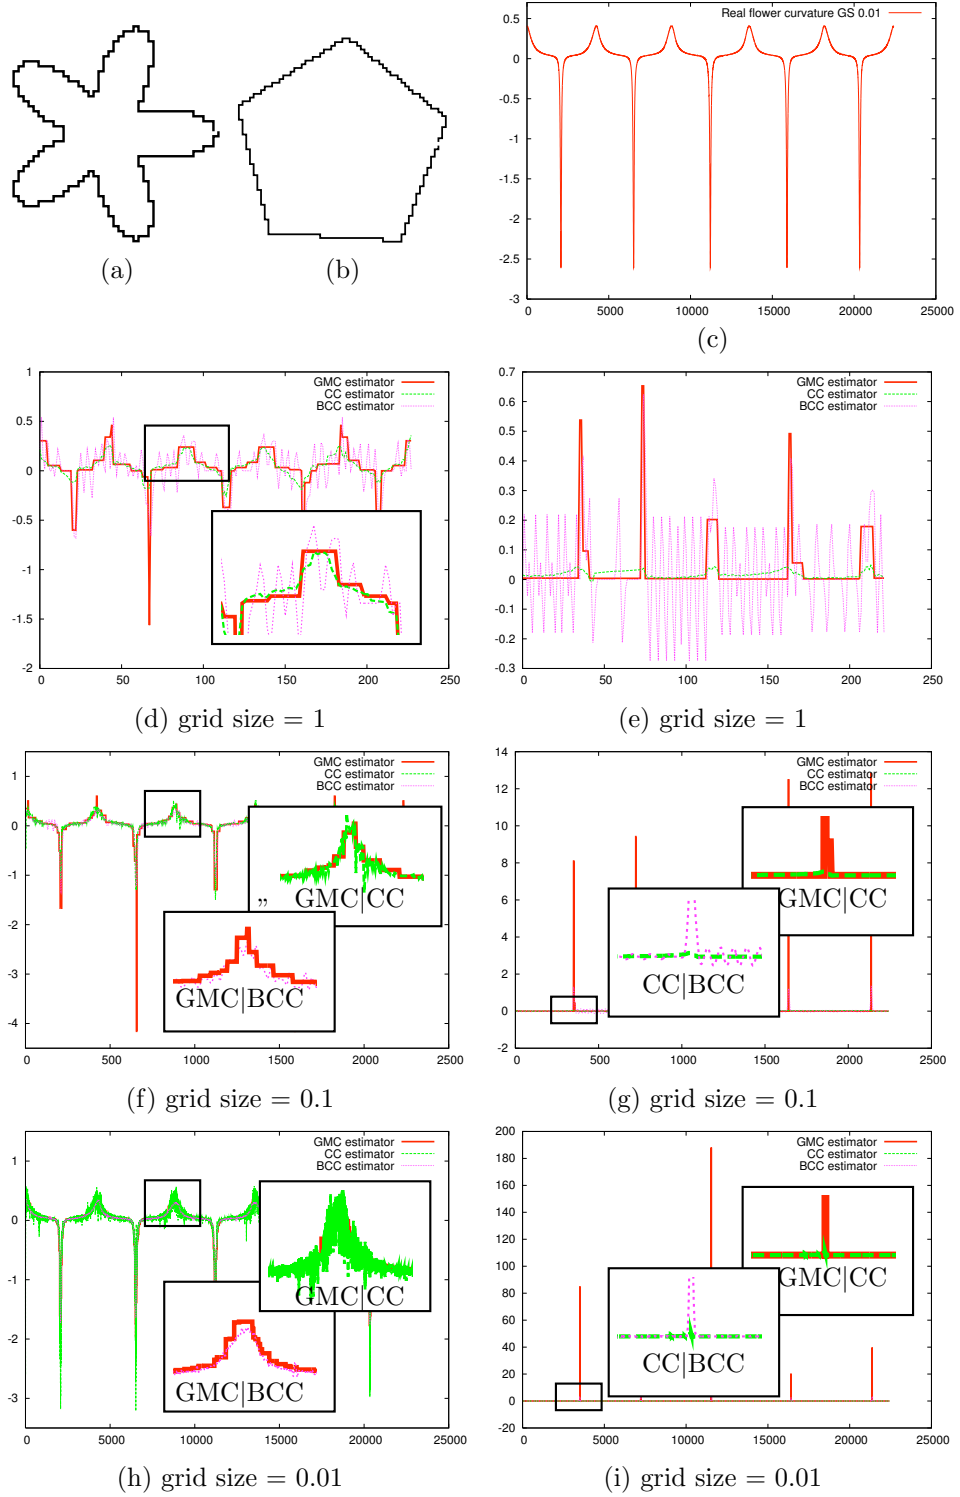 (a)
(b)
Real flower curvature GS 0.01
0.5
0
-0.5
-1
-1.5
-2
-2.5
-3
0 5000 10000 15000 20000 25000
(c)
GMC estimator
CC estimator
BCC estimator
1
0.5
0
-0.5
-1
-1.5
-2
0 50 100 150 200 250
(d) grid size = 1
GMC estimator
CC estimator
BCC estimator
0.7
0.6
0.5
0.4
0.3
0.2
0.1
0
-0.1
-0.2
-0.3
0 50 100 150 200 250
(e) grid size = 1
GMC estimator
CC estimator
BCC estimator
1
0
-1
-2
-3
-4
„
GMC|CC
GMC|BCC
0 500 1000 1500 2000 2500
(f) grid size = 0.1
GMC estimator
CC estimator
BCC estimator
14
12
10
8
6
4
2
0
-2
GMC|CC
CC|BCC
0 500 1000 1500 2000 2500
(g) grid size = 0.1
GMC estimator
CC estimator
BCC estimator
1
0
-1
-2
-3
GMC|CC
GMC|BCC
0 5000 10000 15000 20000 25000
(h) grid size = 0.01
GMC estimator
CC estimator
BCC estimator
200
180
160
140
120
100
80
60
40
20
0
-20
GMC|CC
CC|BCC
0 5000 10000 15000 20000 25000
(i) grid size = 0.01